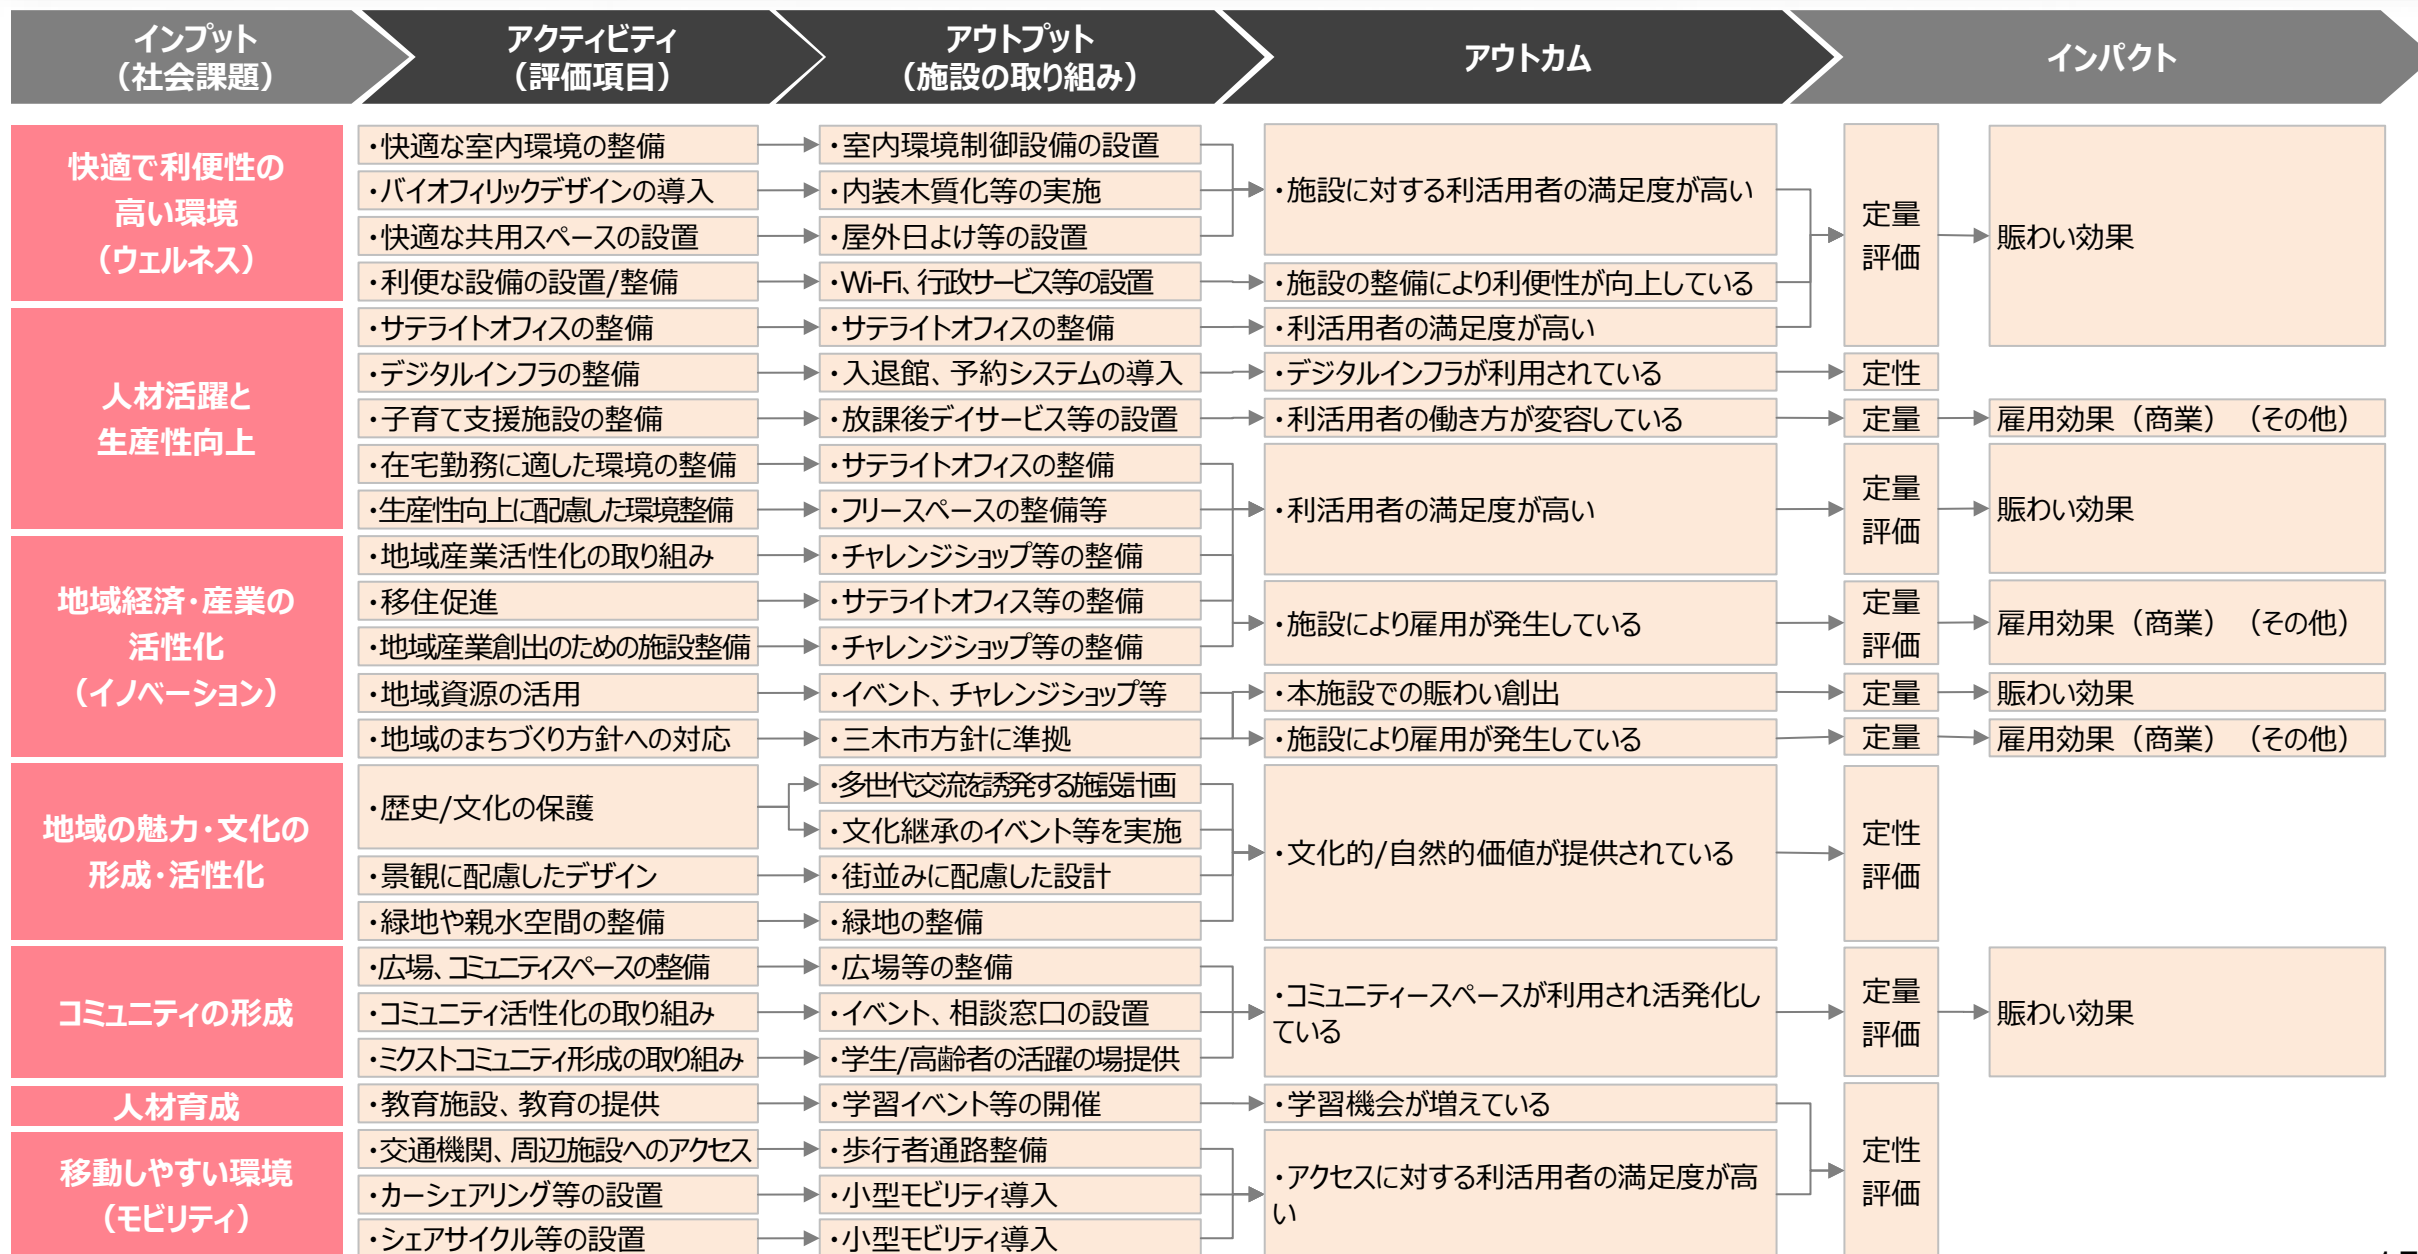 インプット
（社会課題）
アクティビティ
（評価項目）
アウトプット
（施設の取り組み）
アウトカム
インパクト
快適で利便性の
高い環境
（ウェルネス）
・快適な室内環境の整備
・室内環境制御設備の設置
・バイオフィリックデザインの導入
・内装木質化等の実施
・快適な共用スペースの設置
・屋外日よけ等の設置
・施設に対する利活用者の満足度が高い
・利便な設備の設置/整備
・Wi-Fi、行政サービス等の設置
・施設の整備により利便性が向上している
定量
評価
賑わい効果
人材活躍と
生産性向上
・サテライトオフィスの整備
・サテライトオフィスの整備
・利活用者の満足度が高い
・デジタルインフラの整備
・入退館、予約システムの導入
・デジタルインフラが利用されている
定性
・子育て支援施設の整備
・放課後デイサービス等の設置
・利活用者の働き方が変容している
定量
雇用効果（商業）（その他）
・在宅勤務に適した環境の整備
・サテライトオフィスの整備
・生産性向上に配慮した環境整備
・フリースペースの整備等
・利活用者の満足度が高い
定量
評価
賑わい効果
地域経済・産業の
活性化
（イノベーション）
・地域産業活性化の取り組み
・チャレンジショップ等の整備
・移住促進
・サテライトオフィス等の整備
・地域産業創出のための施設整備
・チャレンジショップ等の整備
・施設により雇用が発生している
定量
評価
雇用効果（商業）（その他）
・地域資源の活用
・イベント、チャレンジショップ等
・本施設での賑わい創出
定量
賑わい効果
・地域のまちづくり方針への対応
・三木市方針に準拠
・施設により雇用が発生している
定量
雇用効果（商業）（その他）
地域の魅力・文化の
形成・活性化
・歴史/文化の保護
・多世代交流を誘発する施設計画
・文化継承のイベント等を実施
・景観に配慮したデザイン
・街並みに配慮した設計
・緑地や親水空間の整備
・緑地の整備
・文化的/自然的価値が提供されている
定性
評価
コミュニティの形成
・広場、コミュニティスペースの整備
・広場等の整備
・コミュニティ活性化の取り組み
・イベント、相談窓口の設置
・ミクストコミュニティ形成の取り組み
・学生/高齢者の活躍の場提供
・コミュニティースペースが利用され活発化し
ている
定量
評価
賑わい効果
人材育成
・教育施設、教育の提供
・学習イベント等の開催
・学習機会が増えている
移動しやすい環境
（モビリティ）
・交通機関、周辺施設へのアクセス
・歩行者通路整備
・カーシェアリング等の設置
・小型モビリティ導入
・シェアサイクル等の設置
・小型モビリティ導入
・アクセスに対する利活用者の満足度が高
い
定性
評価